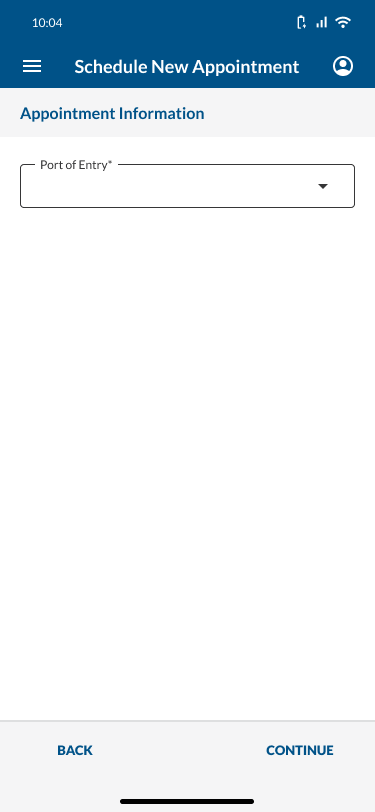 10:04
Schedule New Appointment
Appointment Information
Port of Entry*
BACK
CONTINUE